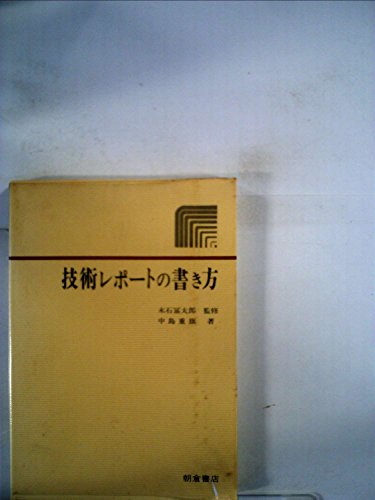 技術レポートの書き方
末石冨太郎 監修
中島重旗 著
朝倉書店